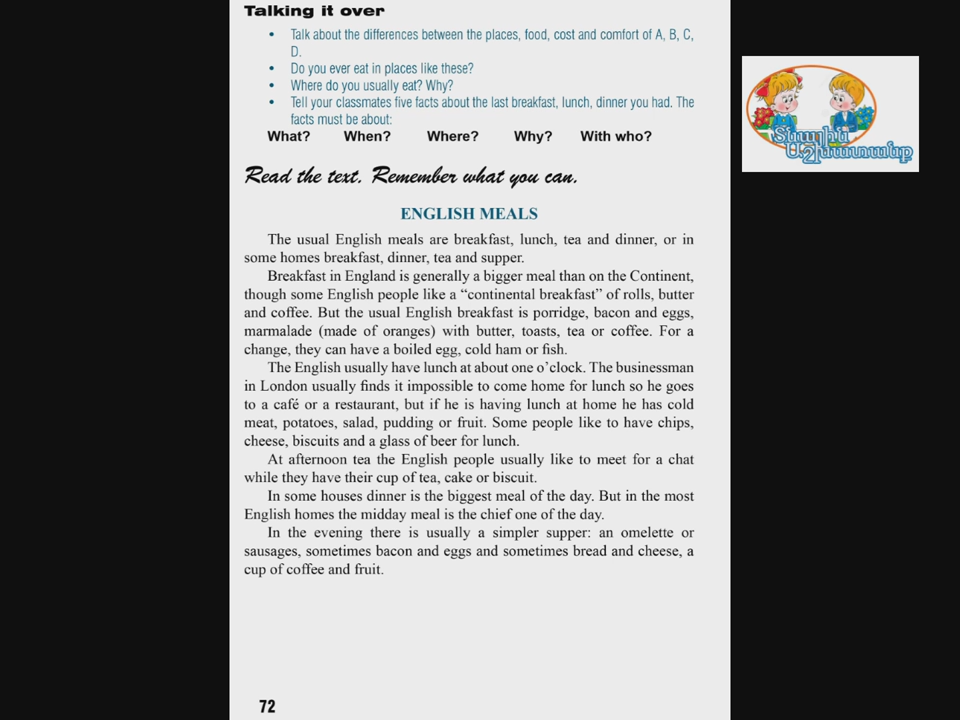 Talking it over
• Talk about the differences between the places, food, cost and comfort of A, B, C,
D.
• Do you ever eat in places like these?
• Where do you usually eat? Why?
• Tell your classmates five facts about the last breakfast, lunch, dinner you had. The
facts must be about:
What? When? Where? Why? With who?
Read the text. Remember what you can.
ENGLISH MEALS
The usual English meals are breakfast, lunch, tea and dinner, or in
some homes breakfast, dinner, tea and supper.
Breakfast in England is generally a bigger meal than on the Continent,
though some English people like a “continental breakfast” of rolls, butter
and coffee. But the usual English breakfast is porridge, bacon and eggs,
marmalade (made of oranges) with butter, toasts, tea or coffee. For a
change, they can have a boiled egg, cold ham or fish.
The English usually have lunch at about one o’clock. The businessman
in London usually finds it impossible to come home for lunch so he goes
to a café or a restaurant, but if he is having lunch at home he has cold
meat, potatoes, salad, pudding or fruit. Some people like to have chips,
cheese, biscuits and a glass of beer for lunch.
At afternoon tea the English people usually like to meet for a chat
while they have their cup of tea, cake or biscuit.
In some houses dinner is the biggest meal of the day. But in the most
English homes the midday meal is the chief one of the day.
In the evening there is usually a simpler supper: an omelette or
sausages, sometimes bacon and eggs and sometimes bread and cheese, a
cup of coffee and fruit.
72
Տնային
Աշխատանք